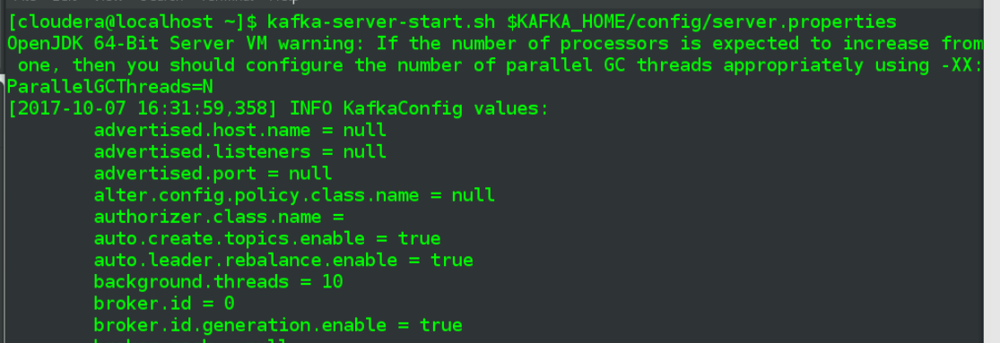 [cloudera@localhost ~]$ kafka-server-start.sh $KAFKA_HOME/config/server.properties
OpenJDK 64-Bit Server VM warning: If the number of processors is expected to increase from
one, then you should configure the number of parallel GC threads appropriately using -XX:
ParallelGCThreads=N
[2017-10-07 16:31:59,358] INFO KafkaConfig values:
advertised.host.name = null
advertised.listeners = null
advertised.port = null
alter.config.policy.class.name = null
authorizer.class.name =
auto.create.topics.enable = true
auto.leader.rebalance.enable = true
background.threads = 10
broker.id = 0
broker.id.generation.enable = true